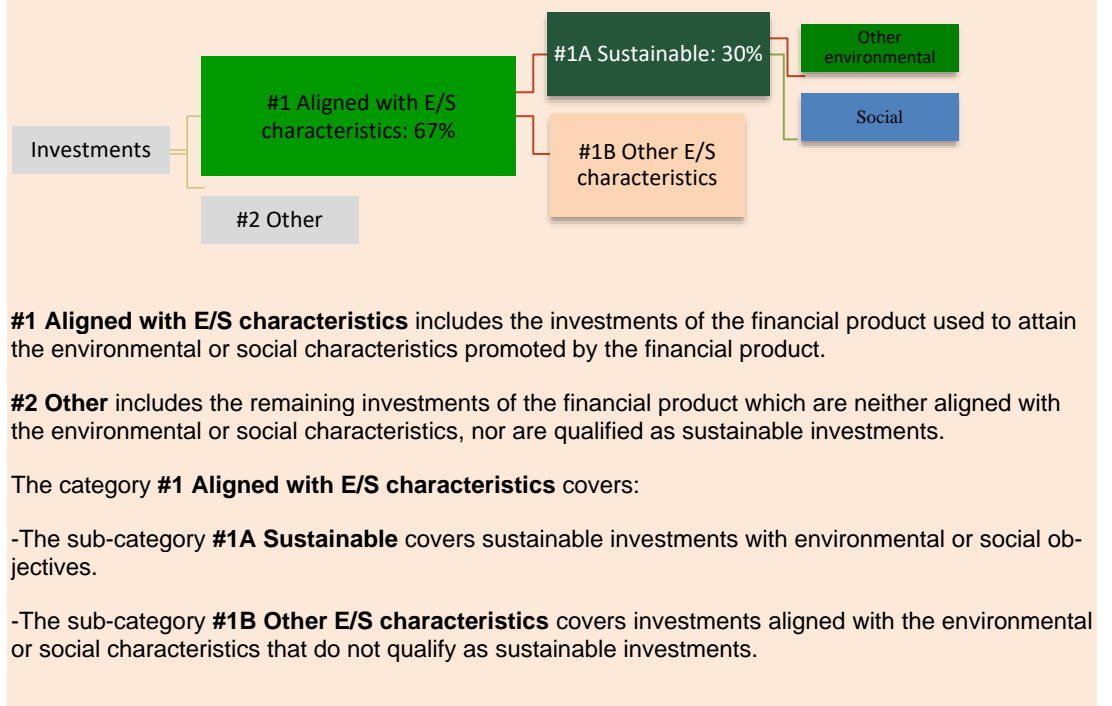 Investments
#1 Aligned with E/S
characteristics: 67%
#2 Other
#1A Sustainable: 30%
#1B Other E/S
characteristics
Other
environmental
Social
#1 Aligned with E/S characteristics includes the investments of the financial product used to attain
the environmental or social characteristics promoted by the financial product.
#2 Other includes the remaining investments of the financial product which are neither aligned with
the environmental or social characteristics, nor are qualified as sustainable investments.
The category #1 Aligned with E/S characteristics covers:
-The sub-category #1A Sustainable covers sustainable investments with environmental or social ob-
jectives.
-The sub-category #1B Other E/S characteristics covers investments aligned with the environmental
or social characteristics that do not qualify as sustainable investments.